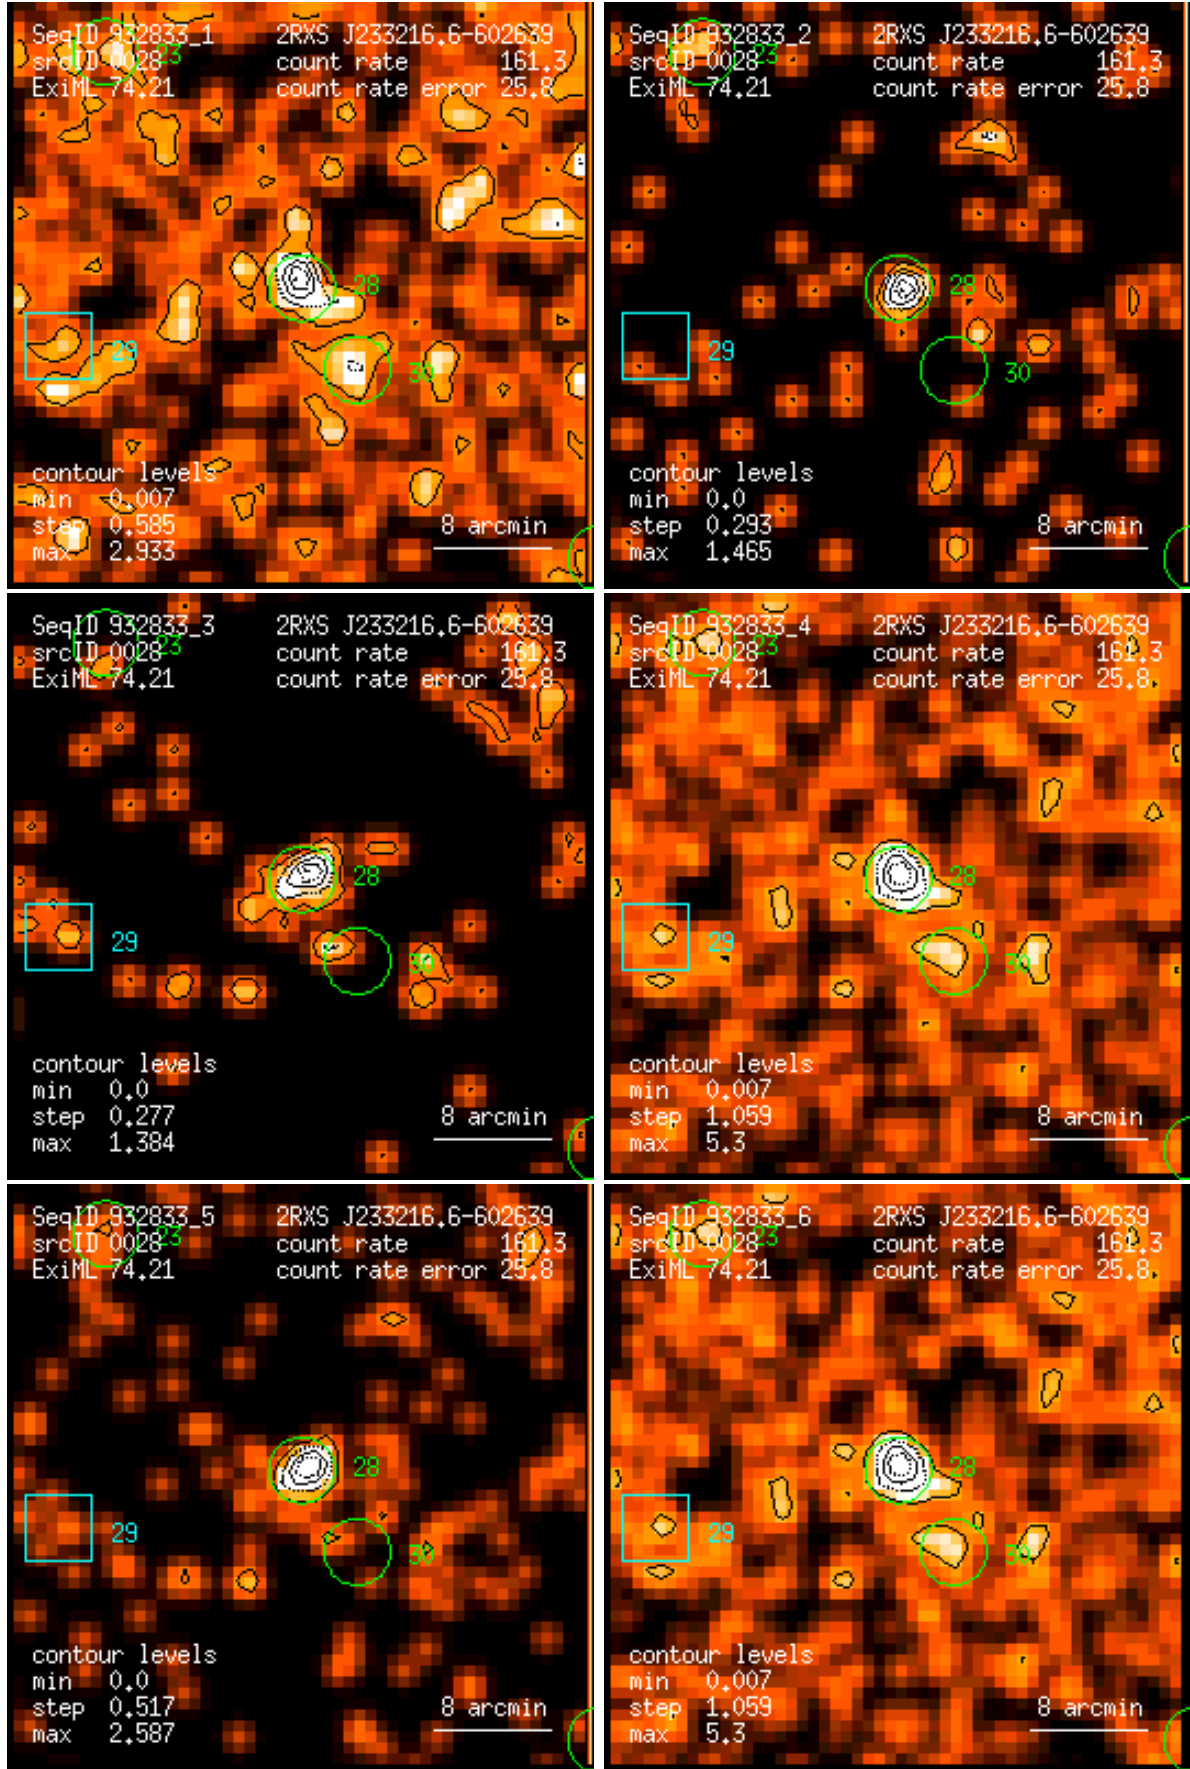 SeqID 932833_1 2RXS J233216.6-602639
srcID 0028 23 count rate 161.3
ExiML 74.21 count rate error 25.8
28
29
30
contour levels
min 0.007
step 0.585
max 2.933
8 arcmin
SeqID 932833_2 2RXS J233216.6-602639
srcID 0028 23 count rate 161.3
ExiML 74.21 count rate error 25.8
28
29
30
contour levels
min 0.0
step 0.293
max 1.465
8 arcmin
SeqID 932833_3 2RXS J233216.6-602639
srcID 0028 23 count rate 161.3
ExiML 74.21 count rate error 25.8
28
29
30
contour levels
min 0.0
step 0.277
max 1.384
8 arcmin
SeqID 932833_4 2RXS J233216.6-602639
srcID 0028 23 count rate 161.3
ExiML 74.21 count rate error 25.8
28
29
30
contour levels
min 0.007
step 1.059
max 5.3
8 arcmin
SeqID 932833_5 2RXS J233216.6-602639
srcID 0028 23 count rate 161.3
ExiML 74.21 count rate error 25.8
28
29
30
contour levels
min 0.0
step 0.517
max 2.587
8 arcmin
SeqID 932833_6 2RXS J233216.6-602639
srcID 0028 23 count rate 161.3
ExiML 74.21 count rate error 25.8
28
29
30
contour levels
min 0.007
step 1.059
max 5.3
8 arcmin